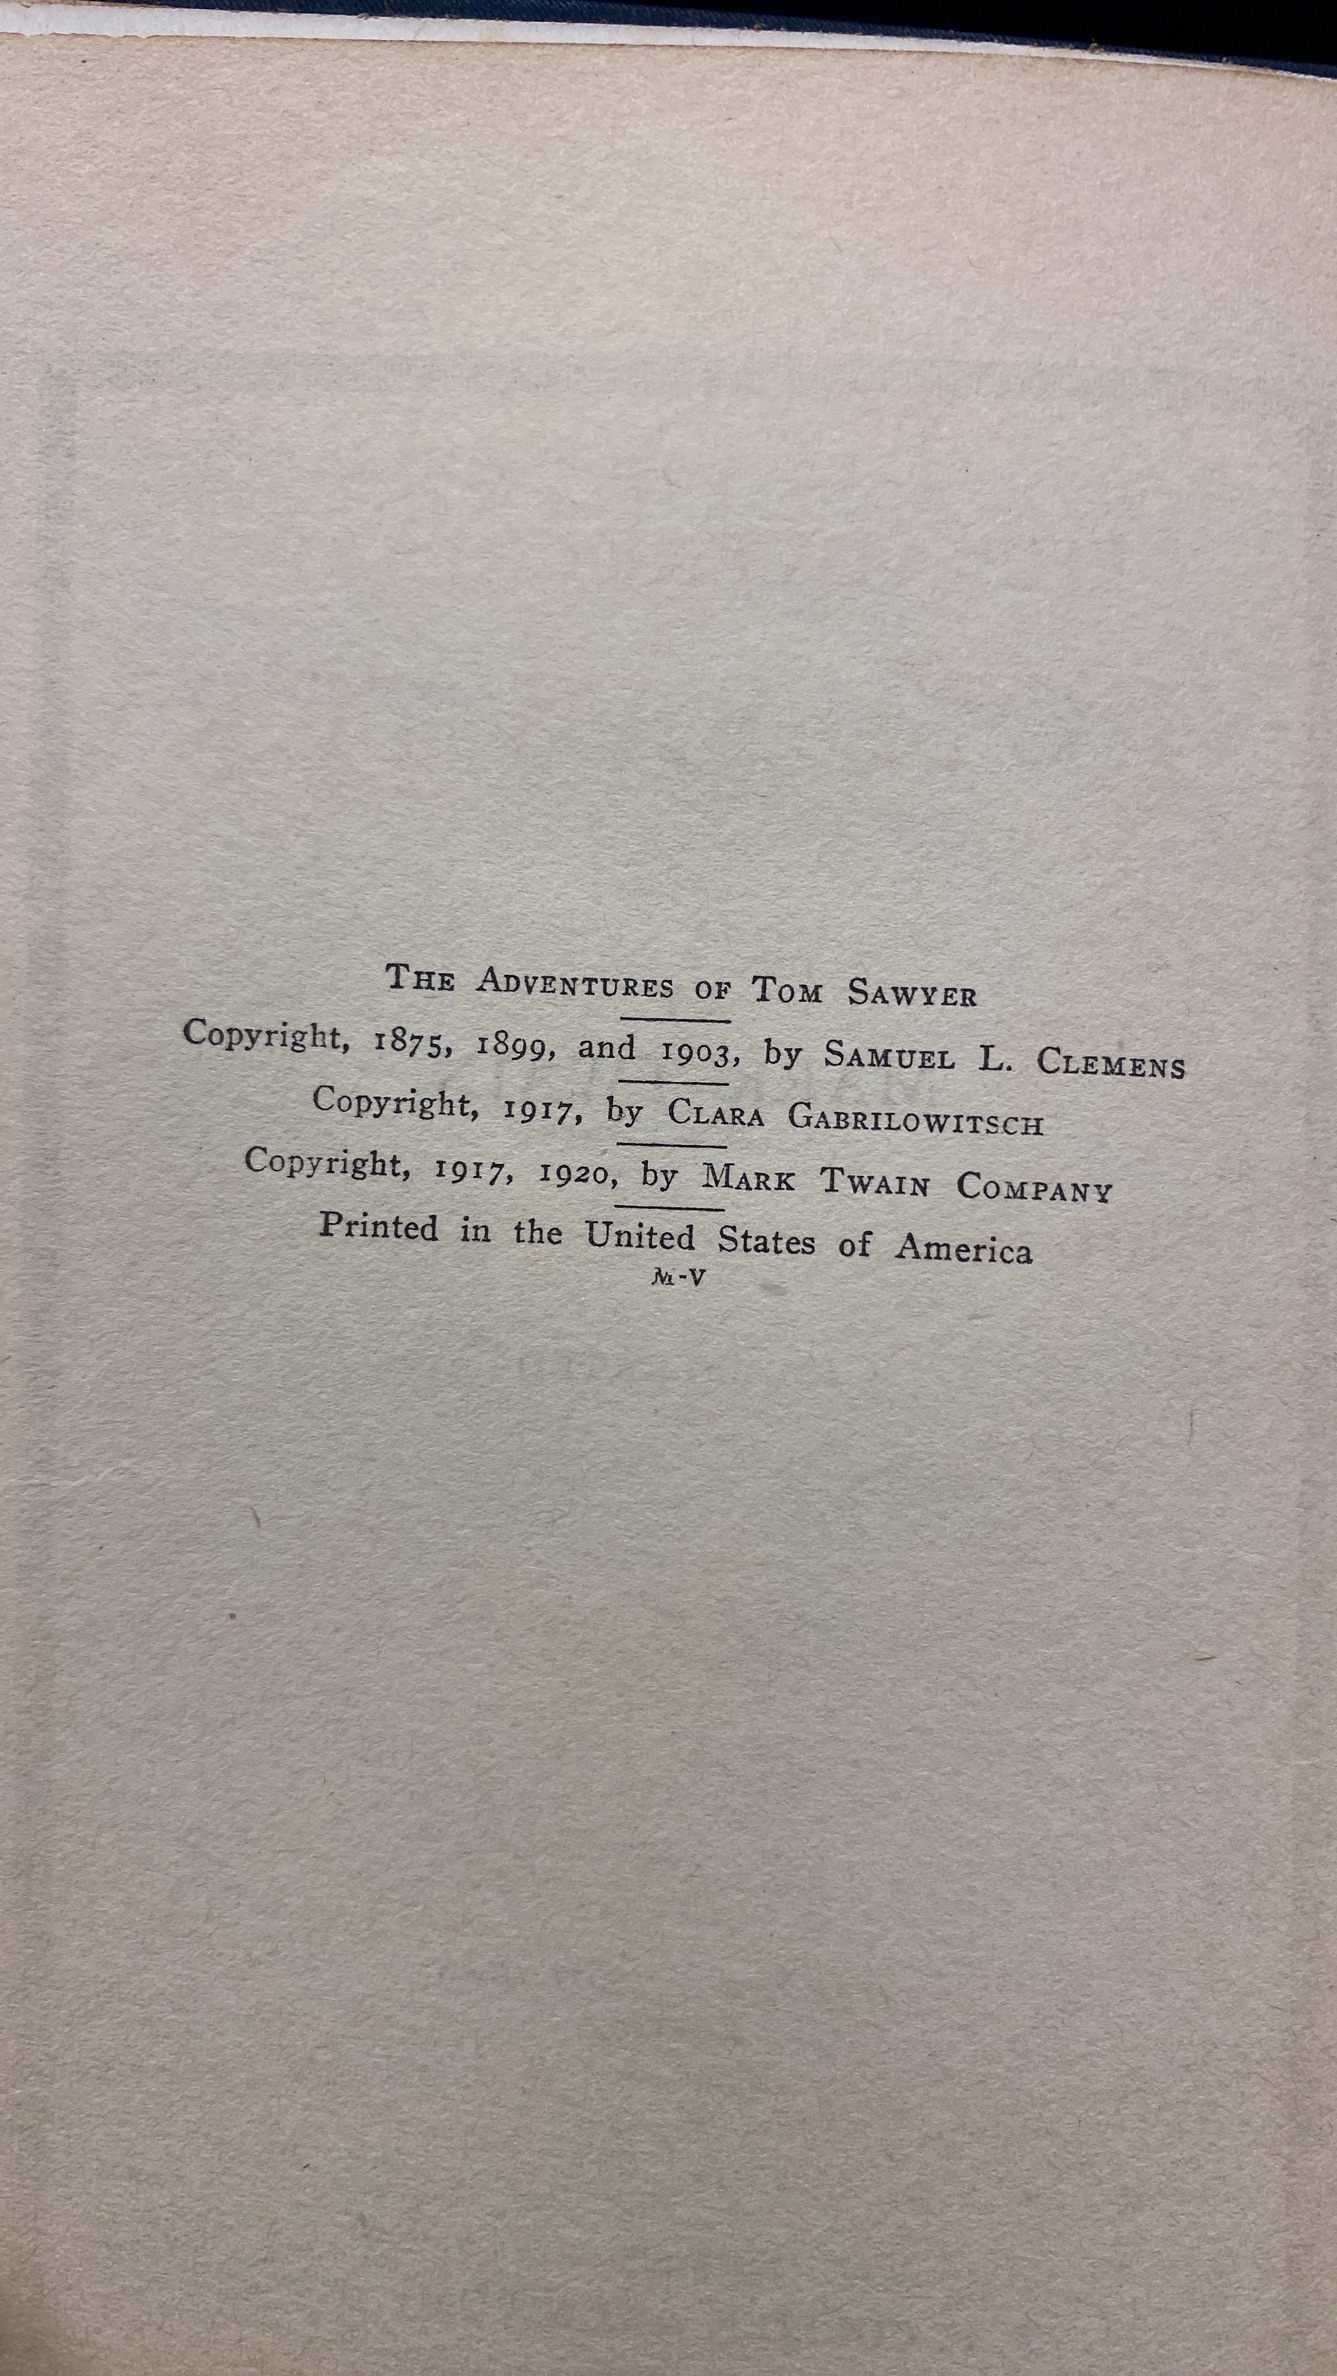 The Adventures of Tom Sawyer
Copyright, 1875, 1899, and 1903, by Samuel L. Clemens
Copyright, 1917, by Clara Gabrilowitsch
Copyright, 1917, 1920, by Mark Twain Company
Printed in the United States of America
M-V